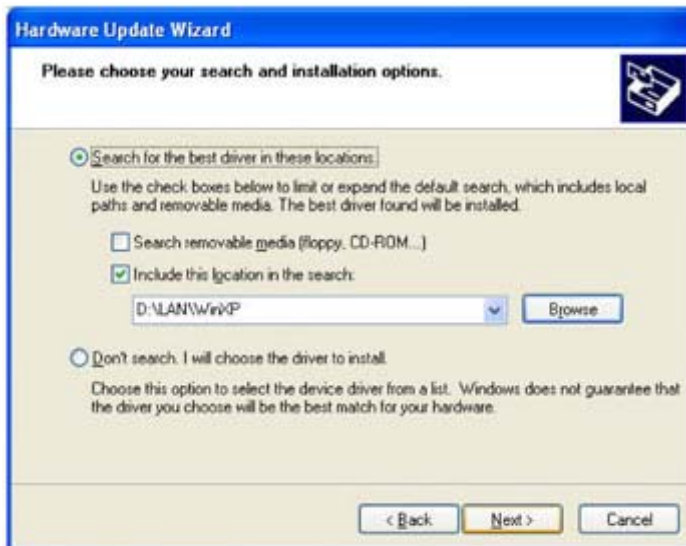 Hardware Update Wizard
Please choose your search and installation options.
Search for the best driver in these locations.
Use the check boxes below to limit or expand the default search, which includes local
paths and removable media. The best driver found will be installed.
Search removable media (floppy, CD-ROM...)
Include this location in the search:
D:\LAN\WinXP
Browse
Don't search. I will choose the driver to install.
Choose this option to select the device driver from a list. Windows does not guarantee that
the driver you choose will be the best match for your hardware.
< Back Next > Cancel